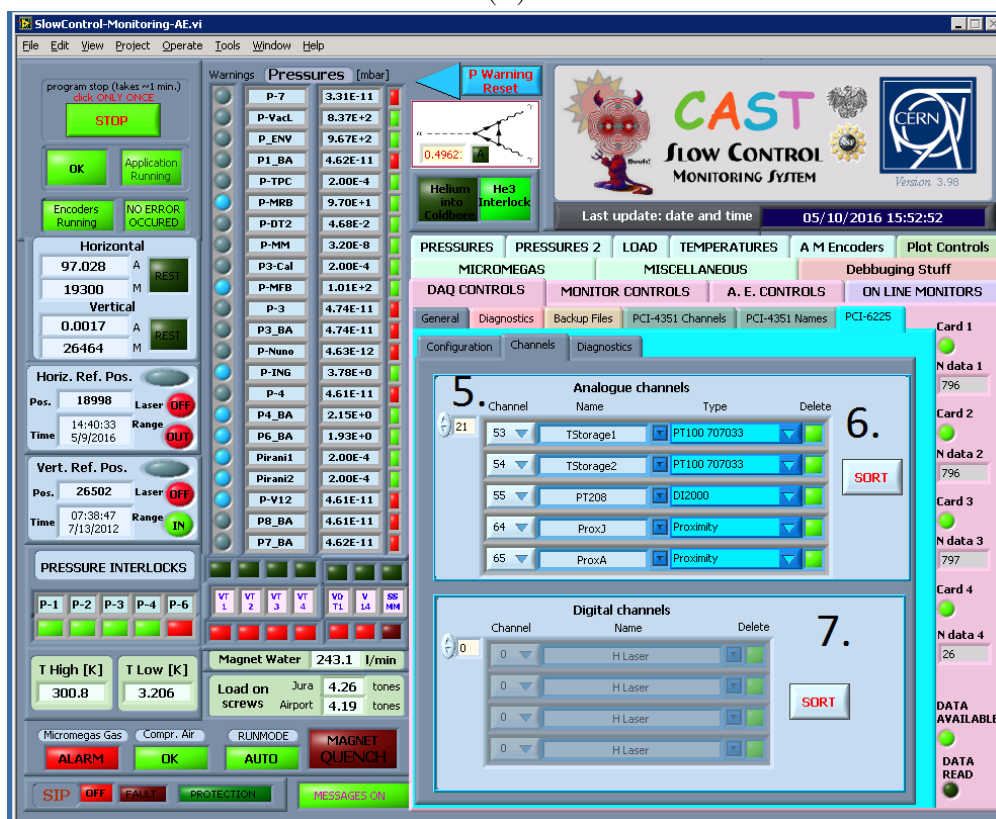 SlowControl-Monitoring-AE.vi
File Edit View Project Operate Tools Window Help
program stop (takes ~1 min.)
click ONLY ONCE
STOP
OK
Application Running
Encoders Running
NO ERROR OCCURED
Horizontal
97.028 A
19300 M
REST
Vertical
0.0017 A
26464 M
REST
Horiz. Ref. Pos.
Pos. 18998 Laser OFF
Time 14:40:33 5/9/2016 Range OUT
Vert. Ref. Pos.
Pos. 26502 Laser OFF
Time 07:38:47 7/13/2012 Range IN
PRESSURE INTERLOCKS
P-1 P-2 P-3 P-4 P-6
T High [K] T Low [K]
300.8 3.206
Micromegas Gas Compr. Air RUNMODE
ALARM OK AUTO
MAGNET QUENCH
SIP OFF FAULT PROTECTION MESSAGES ON
Warnings Pressures [mbar]
P-7 3.31E-11
P-VacL 8.37E+2
P_ENV 9.67E+2
P1_BA 4.62E-11
P-TPC 2.00E-4
P-MRB 9.70E+1
P-DT2 4.68E-2
P-MM 3.20E-8
P3-Cal 2.00E-4
P-MFB 1.01E+2
P-3 4.74E-11
P3_BA 4.74E-11
P-Nuno 4.63E-12
P-ING 3.78E+0
P-4 4.61E-11
P4_BA 2.15E+0
P6_BA 1.93E+0
Pirani1 2.00E-4
Pirani2 2.00E-4
P-V12 4.61E-11
P8_BA 4.61E-11
P7_BA 4.62E-11
VT 1 VT 2 VT 3 VT 4 VD T1 V 14 SS MM
Magnet Water 243.1 l/min
Load on screws Jura 4.26 tones
Airport 4.19 tones
P Warning Reset
a γ
γ
0.4962 A
Helium into Coldbore
He3 Interlock
CAST
SLOW CONTROL
MONITORING SYSTEM
Booh!
NSF
CERN
Version 3.98
Last update: date and time 05/10/2016 15:52:52
PRESSURES PRESSURES 2 LOAD TEMPERATURES A M Encoders Plot Controls
MICROMEGAS MISCELLANEOUS Debbuging Stuff
DAQ CONTROLS MONITOR CONTROLS A. E. CONTROLS ON LINE MONITORS
General Diagnostics Backup Files PCI-4351 Channels PCI-4351 Names PCI-6225
Configuration Channels Diagnostics
5.
Analogue channels
Channel Name Type Delete
21
53 TStorage1 PT100 707033
54 TStorage2 PT100 707033
55 PT208 DI2000
64 ProxJ Proximity
65 ProxA Proximity
6.
SORT
Digital channels
Channel Name Delete
0
0 H Laser
0 H Laser
0 H Laser
0 H Laser
7.
SORT
Card 1
N data 1
796
Card 2
N data 2
796
Card 3
N data 3
797
Card 4
N data 4
26
DATA AVAILABLE
DATA READ